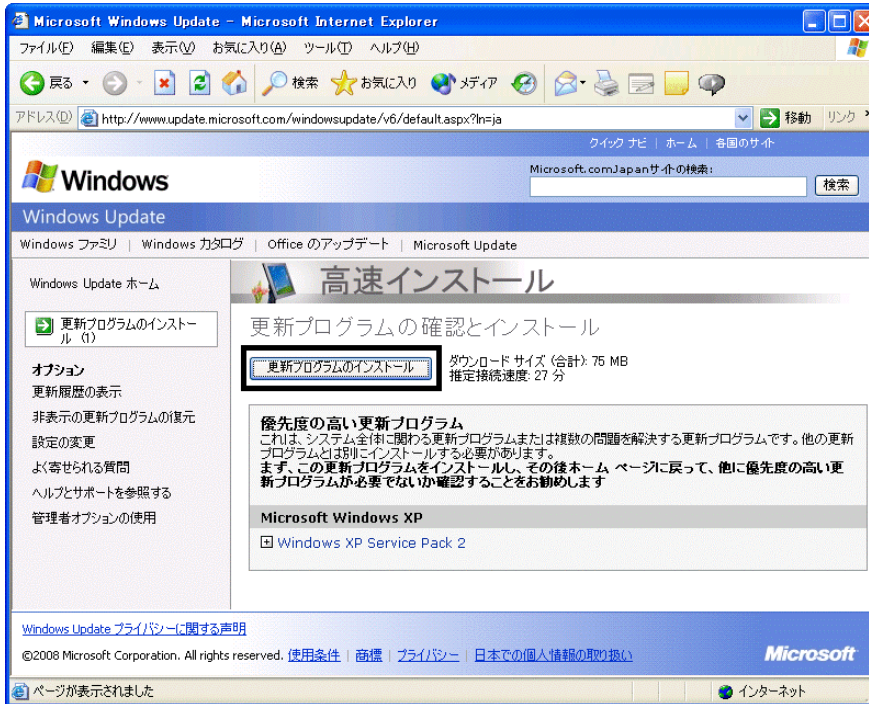 Microsoft Windows Update - Microsoft Internet Explorer
ファイル(F) 編集(E) 表示(V) お気に入り(A) ツール(T) ヘルプ(H)
戻る 検索 お気に入り メディア
アドレス(D) http://www.update.microsoft.com/windowsupdate/v6/default.aspx?ln=ja 移動 リンク »
クイック ナビ | ホーム | 各国のサイト
Windows
Microsoft.comJapanサイトの検索:
検索
Windows Update
Windows ファミリ | Windows カタログ | Office のアップデート | Microsoft Update
Windows Update ホーム
更新プログラムのインストー
ル (1)
オプション
更新履歴の表示
非表示の更新プログラムの復元
設定の変更
よく寄せられる質問
ヘルプとサポートを参照する
管理者オプションの使用
高速インストール
更新プログラムの確認とインストール
更新プログラムのインストール
ダウンロード サイズ (合計): 75 MB
推定接続速度: 27 分
優先度の高い更新プログラム
これは、システム全体に関わる更新プログラムまたは複数の問題を解決する更新プログラムです。他の更新
プログラムとは別にインストールする必要があります。
まず、この更新プログラムをインストールし、その後ホーム ページに戻って、他に優先度の高い更
新プログラムが必要でないか確認することをお勧めします
Microsoft Windows XP
Windows XP Service Pack 2
Windows Update プライバシーに関する声明
©2008 Microsoft Corporation. All rights reserved. 使用条件 | 商標 | プライバシー | 日本での個人情報の取り扱い
Microsoft
ページが表示されました
インターネット